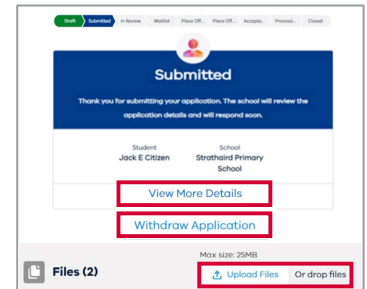 Draft Submitted In Review Waitlist Place Off... Place Off... Accepte... Processi... Closed
Submitted
Thank you for submitting your application. The school will review the
application details and will respond soon.
Student School
Jack E Citizen Strathaird Primary
School
View More Details
Withdraw Application
Max size: 25MB
Files (2) Upload Files Or drop files